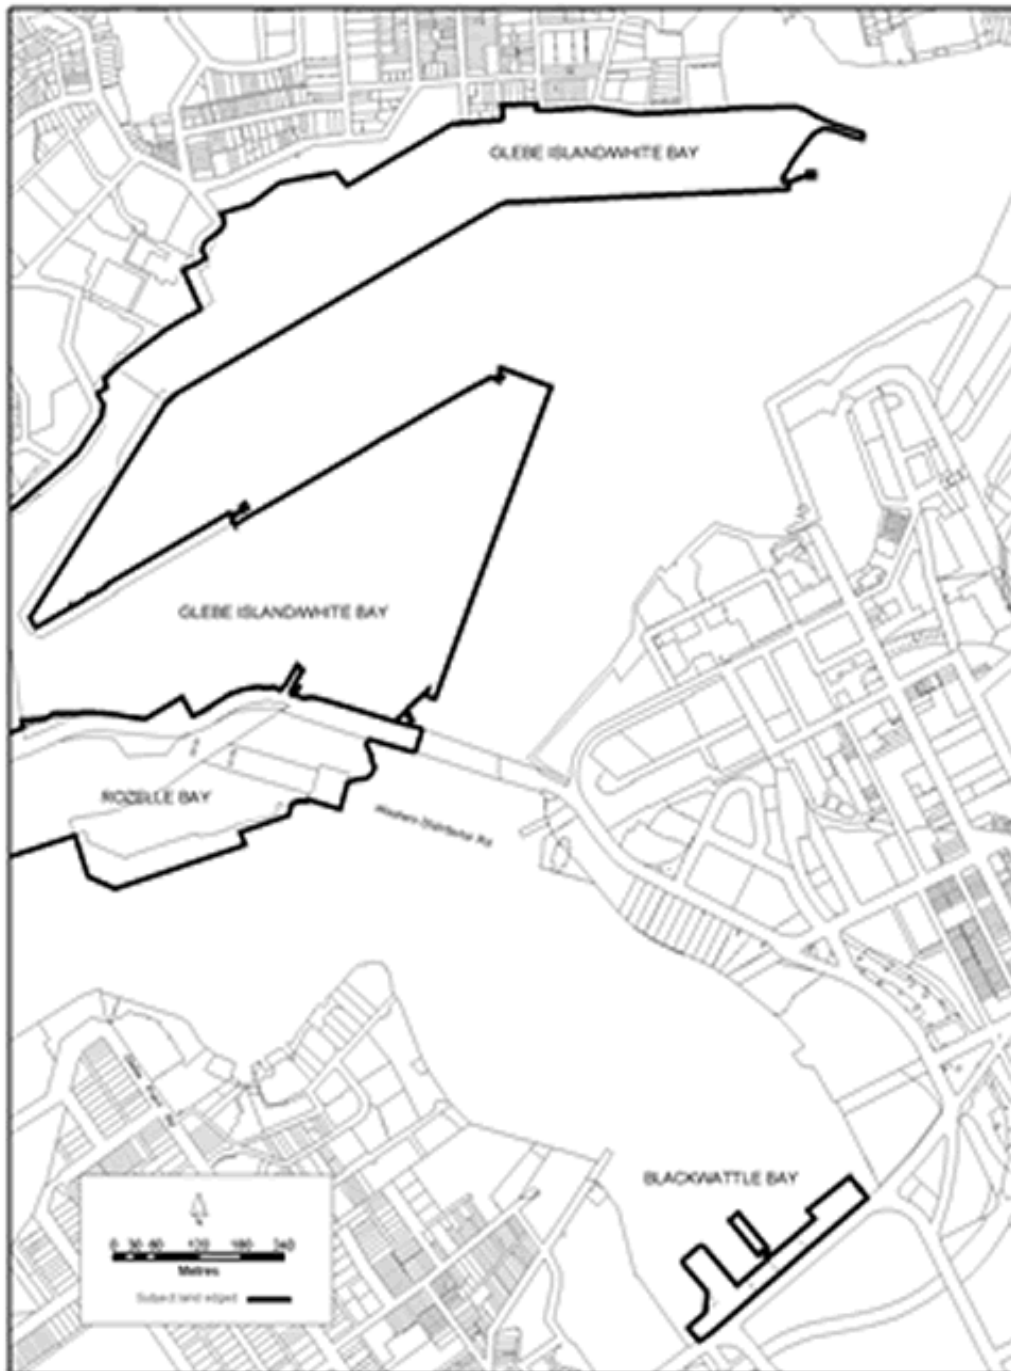 GLEBE ISLAND/WHITE BAY
GLEBE ISLAND/WHITE BAY
ROZELLE BAY
Western Distributor Rd
BLACKWATTLE BAY
0 30 60 120 180 240
Metres
Subject land edged